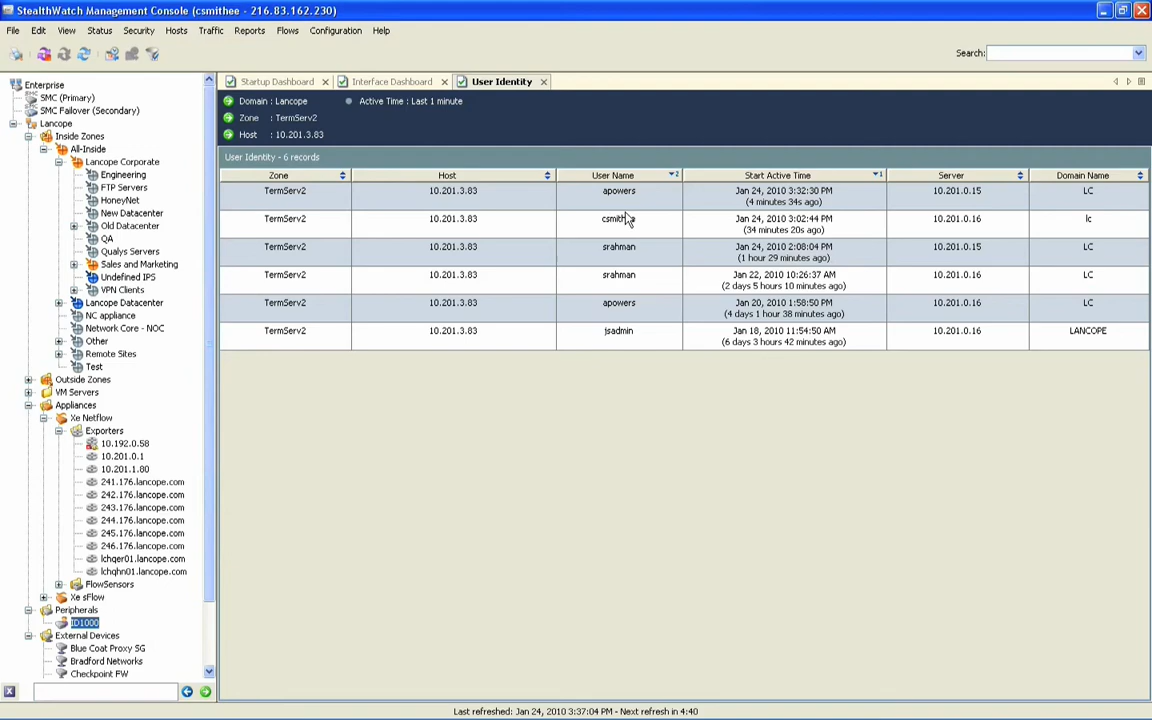 StealthWatch Management Console (csmithee - 216.83.162.230)
File Edit View Status Security Hosts Traffic Reports Flows Configuration Help
Search:
Enterprise
SMC (Primary)
SMC Failover (Secondary)
Lancope
Inside Zones
All-Inside
Lancope Corporate
Engineering
FTP Servers
HoneyNet
New Datacenter
Old Datacenter
QA
Qualys Servers
Sales and Marketing
Undefined IPS
VPN Clients
Lancope Datacenter
NC appliance
Network Core - NOC
Other
Remote Sites
Test
Outside Zones
VM Servers
Appliances
Xe Netflow
Exporters
10.192.0.58
10.201.0.1
10.201.1.80
241.176.lancope.com
242.176.lancope.com
243.176.lancope.com
244.176.lancope.com
245.176.lancope.com
246.176.lancope.com
lchqer01.lancope.com
lchqhn01.lancope.com
FlowSensors
Xe sFlow
Peripherals
ID1000
External Devices
Blue Coat Proxy SG
Bradford Networks
Checkpoint FW
Startup Dashboard Interface Dashboard User Identity
Domain : Lancope Active Time : Last 1 minute
Zone : TermServ2
Host : 10.201.3.83
User Identity - 6 records
Zone Host User Name 2 Start Active Time 1 Server Domain Name
TermServ2 10.201.3.83 apowers Jan 24, 2010 3:32:30 PM 10.201.0.15 LC
(4 minutes 34s ago)
TermServ2 10.201.3.83 Jan 24, 2010 3:02:44 PM 10.201.0.16 lc
(34 minutes 20s ago)
TermServ2 10.201.3.83 srahman Jan 24, 2010 2:08:04 PM 10.201.0.15 LC
(1 hour 29 minutes ago)
TermServ2 10.201.3.83 srahman Jan 22, 2010 10:26:37 AM 10.201.0.16 LC
(2 days 5 hours 10 minutes ago)
TermServ2 10.201.3.83 apowers Jan 20, 2010 1:58:50 PM 10.201.0.16 LC
(4 days 1 hour 38 minutes ago)
TermServ2 10.201.3.83 jsadmin Jan 18, 2010 11:54:50 AM 10.201.0.16 LANCOPE
(6 days 3 hours 42 minutes ago)
Last refreshed: Jan 24, 2010 3:37:04 PM - Next refresh in 4:40